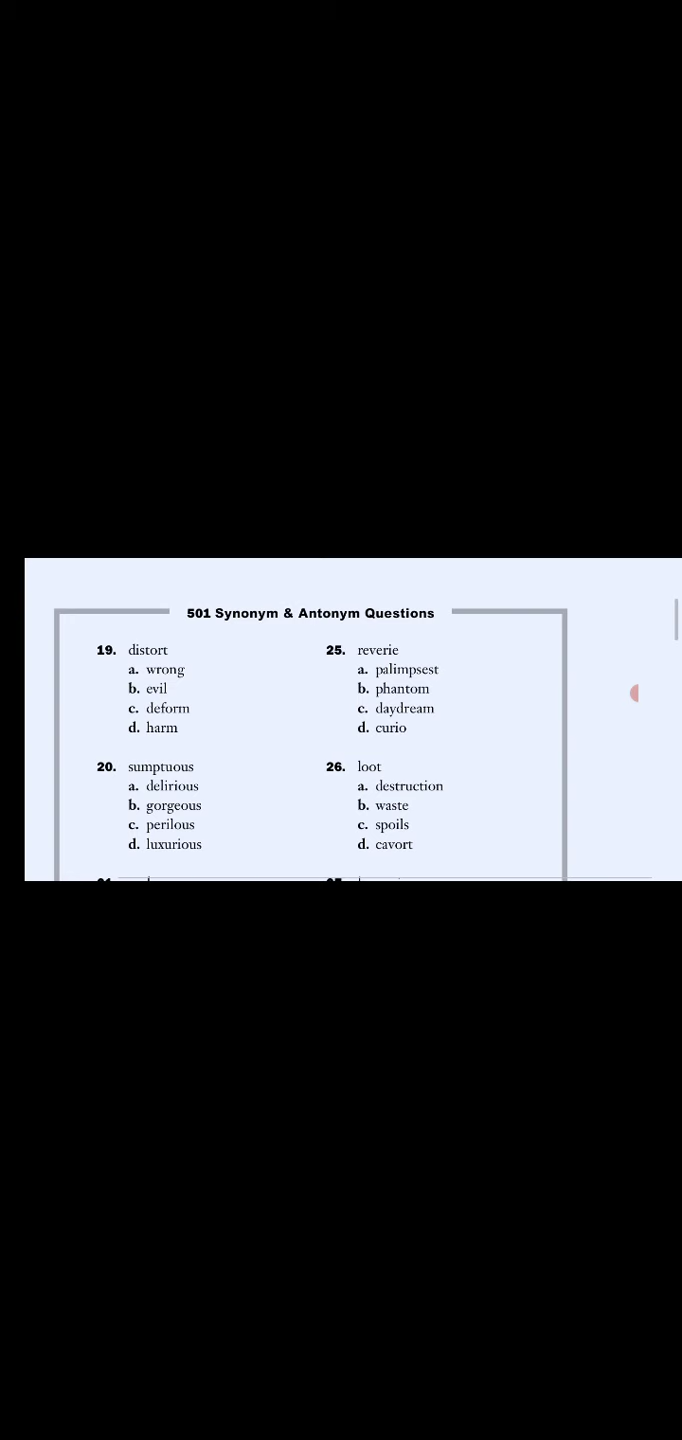 501 Synonym & Antonym Questions
19. distort
a. wrong
b. evil
c. deform
d. harm
20. sumptuous
a. delirious
b. gorgeous
c. perilous
d. luxurious
25. reverie
a. palimpsest
b. phantom
c. daydream
d. curio
26. loot
a. destruction
b. waste
c. spoils
d. cavort